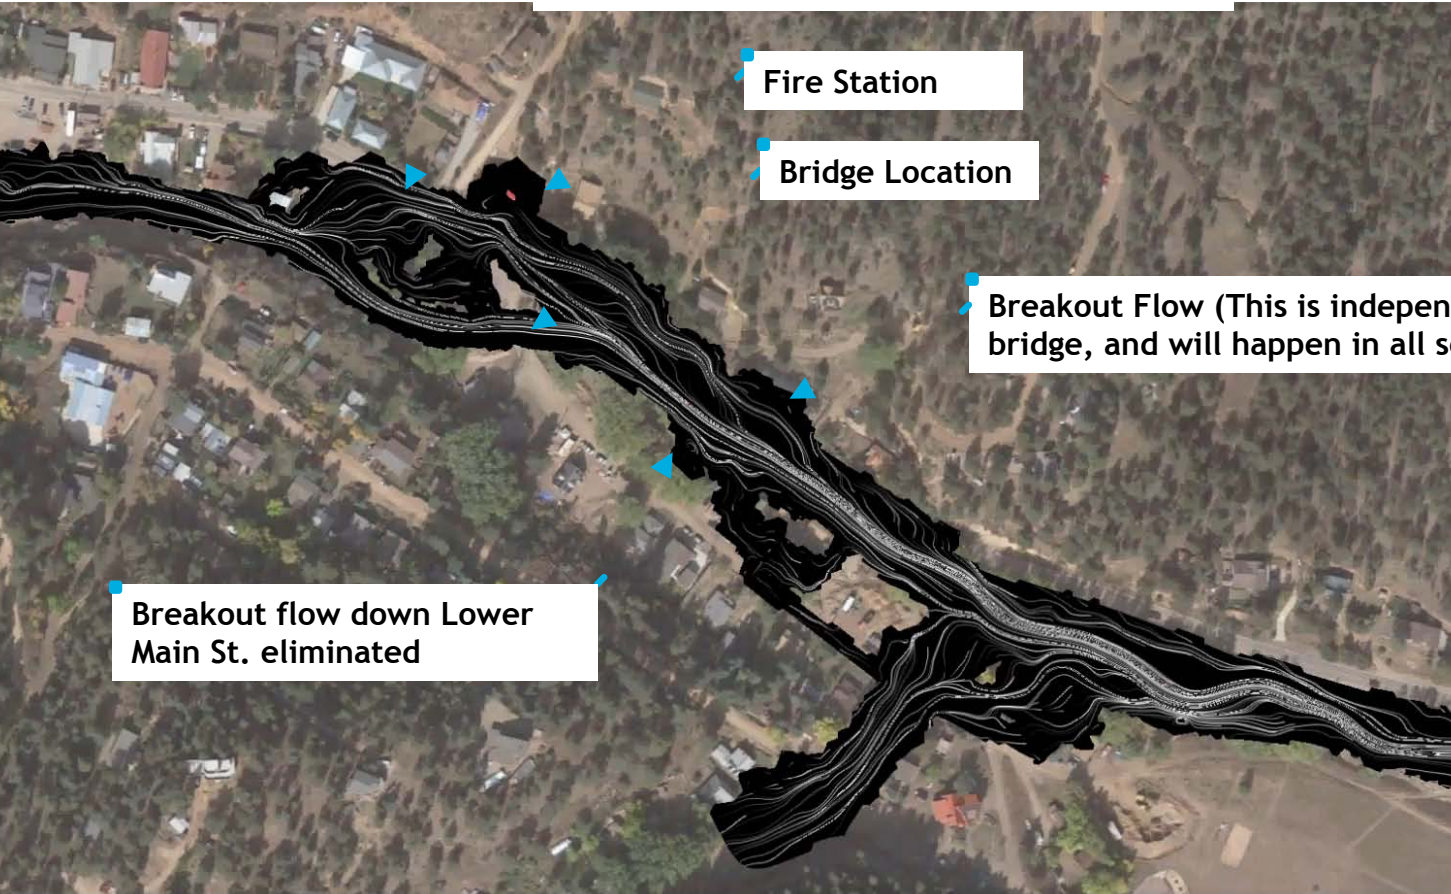 Fire Station
Bridge Location
Breakout Flow (This is indepen
bridge, and will happen in all s
Breakout flow down Lower
Main St. eliminated